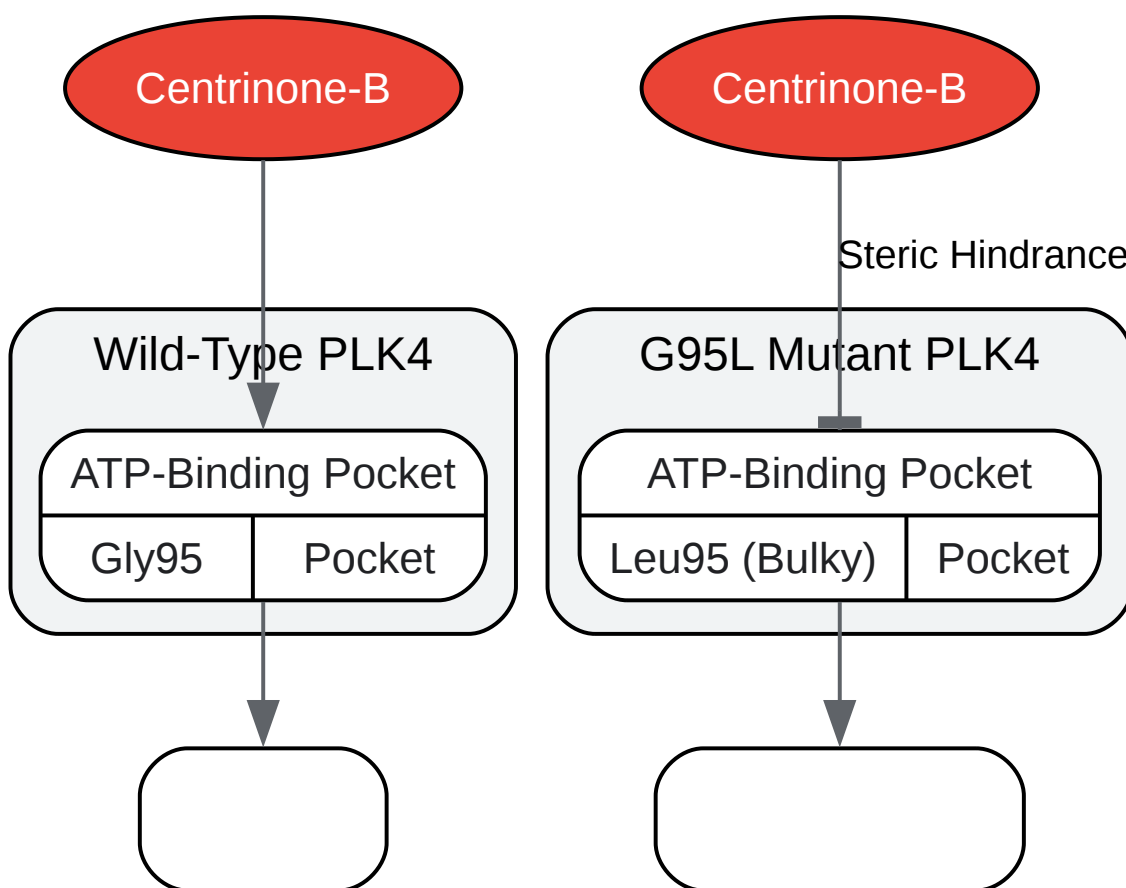 Centrinone-B
Centrinone-B
Steric Hindrance
Wild-Type PLK4
G95L Mutant PLK4
ATP-Binding Pocket
Gly95
Pocket
ATP-Binding Pocket
Leu95 (Bulky)
Pocket